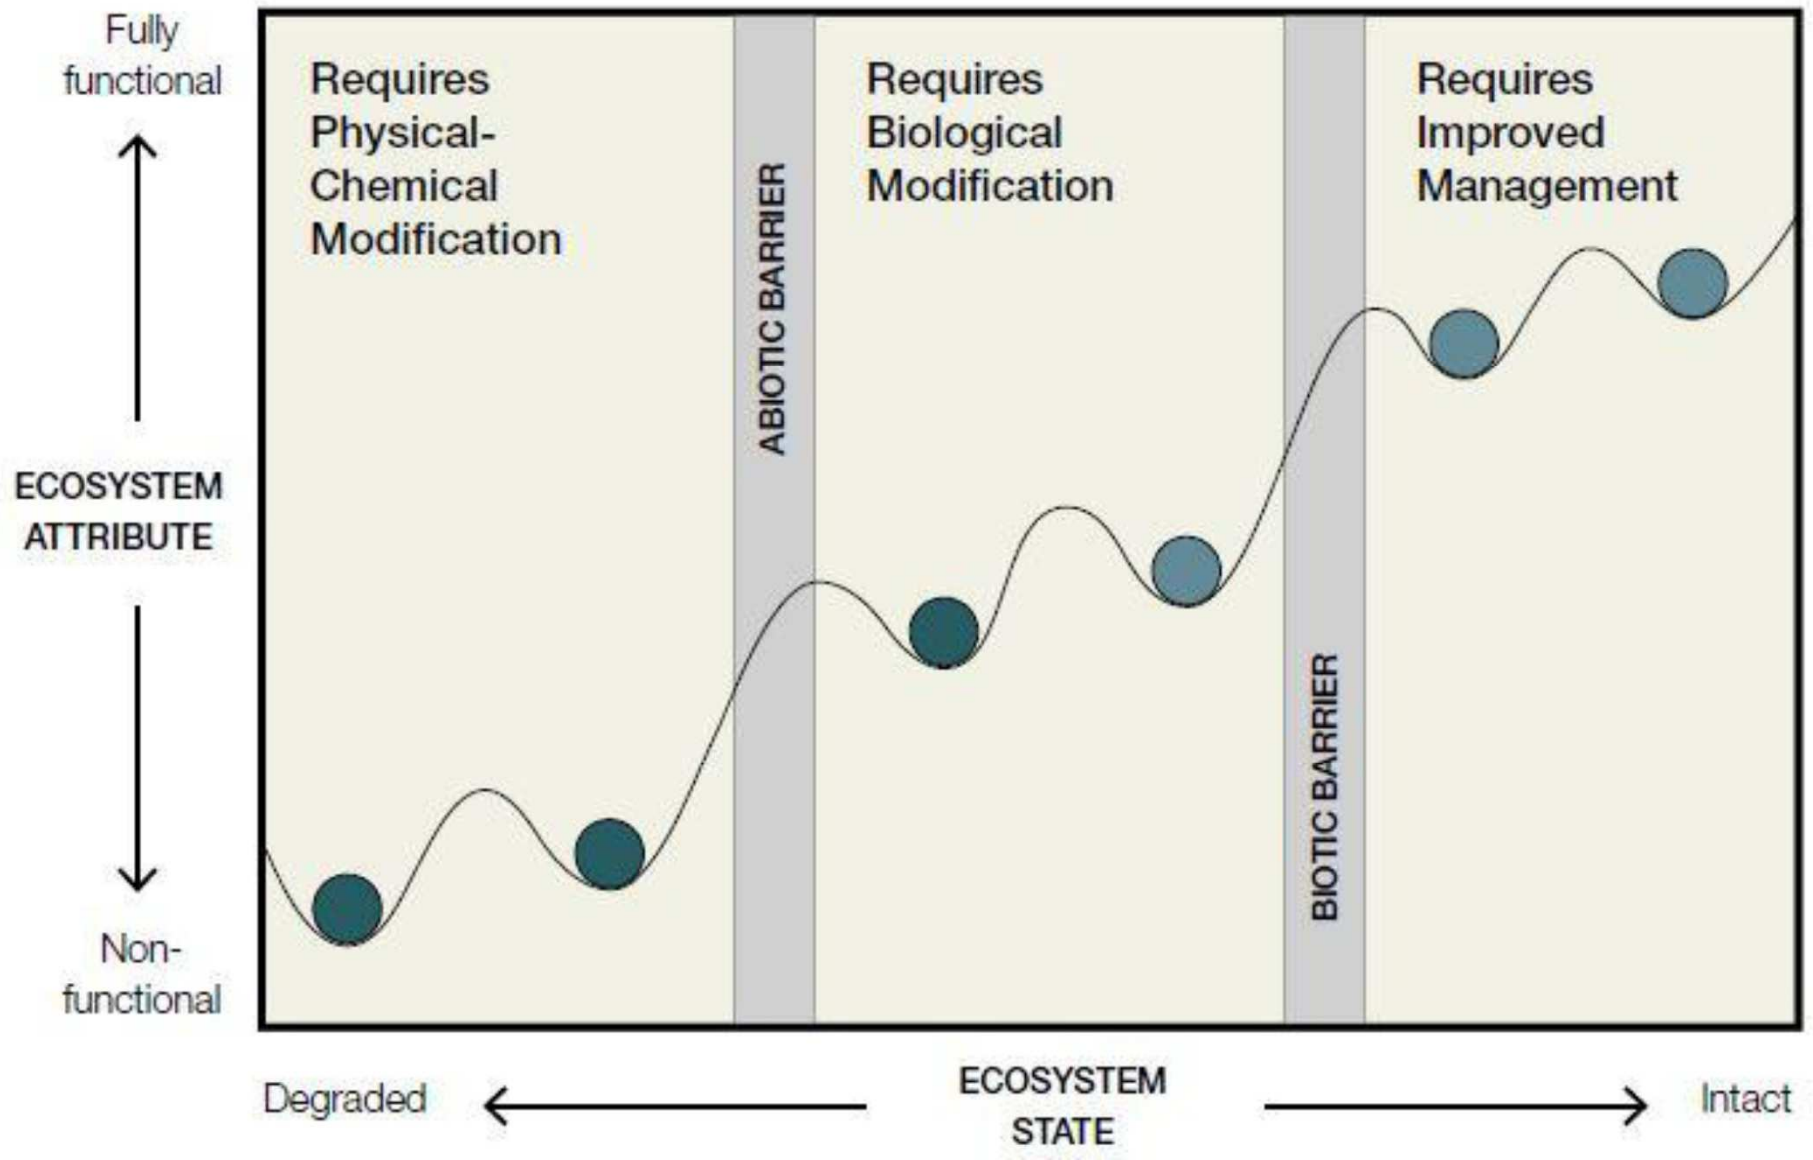 Fully
functional
Requires
Physical-
Chemical
Modification
ABIOTIC BARRIER
Requires
Biological
Modification
BIOTIC BARRIER
Requires
Improved
Management
ECOSYSTEM
ATTRIBUTE
Non-
functional
Degraded
ECOSYSTEM
STATE
Intact